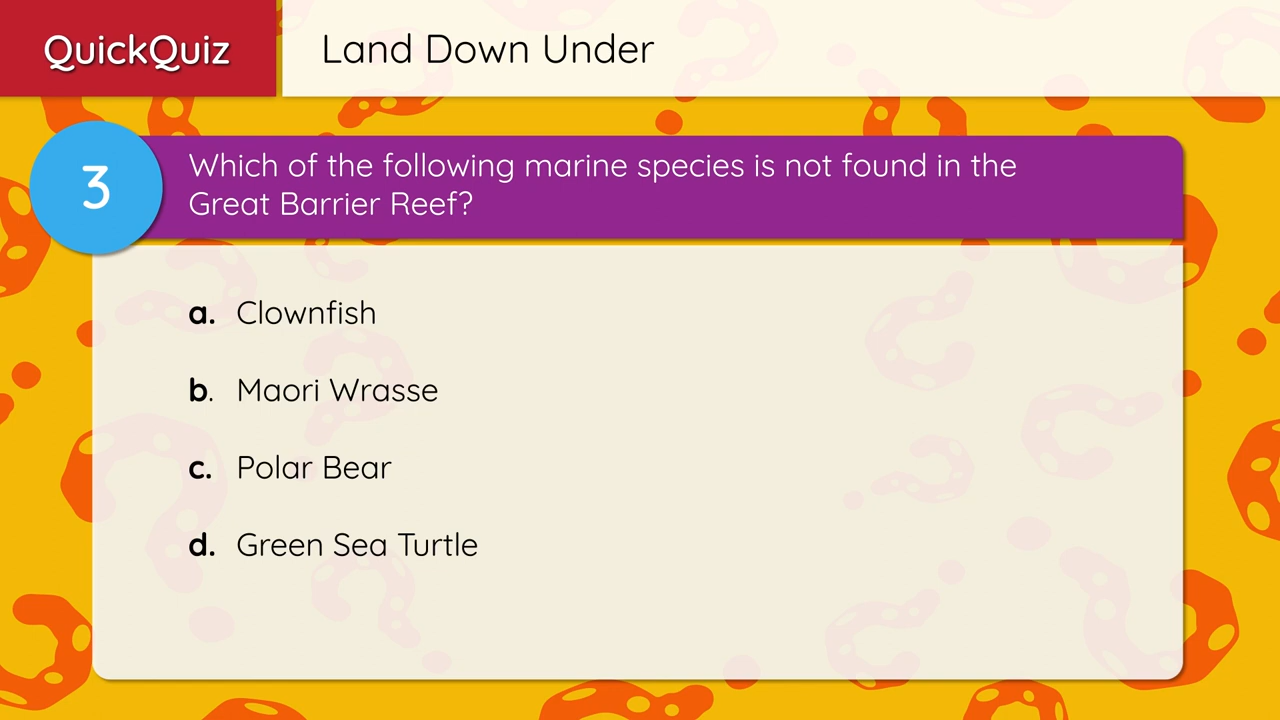 QuickQuiz
Land Down Under
3
Which of the following marine species is not found in the
Great Barrier Reef?
a. Clownfish
b. Maori Wrasse
c. Polar Bear
d. Green Sea Turtle